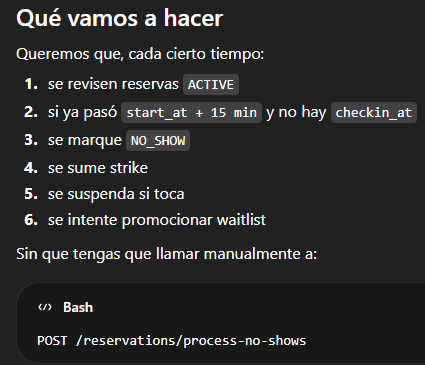 Qué vamos a hacer
Queremos que, cada cierto tiempo:
1. se revisen reservas ACTIVE
2. si ya pasó start_at + 15 min y no hay checkin_at
3. se marque NO_SHOW
4. se sume strike
5. se suspenda si toca
6. se intente promocionar waitlist
Sin que tengas que llamar manualmente a:
</> Bash
POST /reservations/process-no-shows